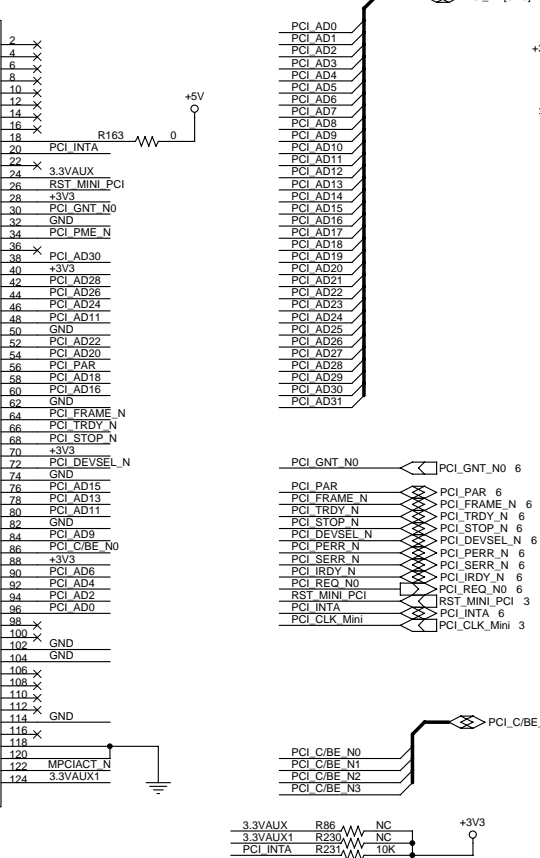 2
4
6
8
10
12
14
16
18 R163 0 +5V
20 PCI_INTA
22
24 3.3VAUX
26 RST_MINI_PCI
28 +3V3
30 PCI_GNT_N0
32 GND
34 PCI_PME_N
36
38 PCI_AD30
40 +3V3
42 PCI_AD28
44 PCI_AD26
46 PCI_AD24
48 PCI_AD11
50 GND
52 PCI_AD22
54 PCI_AD20
56 PCI_PAR
58 PCI_AD18
60 PCI_AD16
62 GND
64 PCI_FRAME_N
66 PCI_TRDY_N
68 PCI_STOP_N
70 +3V3
72 PCI_DEVSEL_N
74 GND
76 PCI_AD15
78 PCI_AD13
80 PCI_AD11
82 GND
84 PCI_AD9
86 PCI_C/BE_N0
88 +3V3
90 PCI_AD6
92 PCI_AD4
94 PCI_AD2
96 PCI_AD0
98
100
102 GND
104 GND
106
108
110
112
114 GND
116
118
120
122 MPCIACT_N
124 3.3VAUX1
PCI_AD0
PCI_AD1
PCI_AD2
PCI_AD3
PCI_AD4
PCI_AD5
PCI_AD6
PCI_AD7
PCI_AD8
PCI_AD9
PCI_AD10
PCI_AD11
PCI_AD12
PCI_AD13
PCI_AD14
PCI_AD15
PCI_AD16
PCI_AD17
PCI_AD18
PCI_AD19
PCI_AD20
PCI_AD21
PCI_AD22
PCI_AD23
PCI_AD24
PCI_AD25
PCI_AD26
PCI_AD27
PCI_AD28
PCI_AD29
PCI_AD30
PCI_AD31
PCI_GNT_N0 PCI_GNT_N0 6
PCI_PAR PCI_PAR 6
PCI_FRAME_N PCI_FRAME_N 6
PCI_TRDY_N PCI_TRDY_N 6
PCI_STOP_N PCI_STOP_N 6
PCI_DEVSEL_N PCI_DEVSEL_N 6
PCI_PERR_N PCI_PERR_N 6
PCI_SERR_N PCI_SERR_N 6
PCI_IRDY_N PCI_IRDY_N 6
PCI_REQ_N0 PCI_REQ_N0 6
RST_MINI_PCI RST_MINI_PCI 3
PCI_INTA PCI_INTA 6
PCI_CLK_Mini PCI_CLK_Mini 3
PCI_C/BE_
PCI_C/BE_N0
PCI_C/BE_N1
PCI_C/BE_N2
PCI_C/BE_N3
+3V3
3.3VAUX R86 NC
3.3VAUX1 R230 NC
PCI_INTA R231 10K